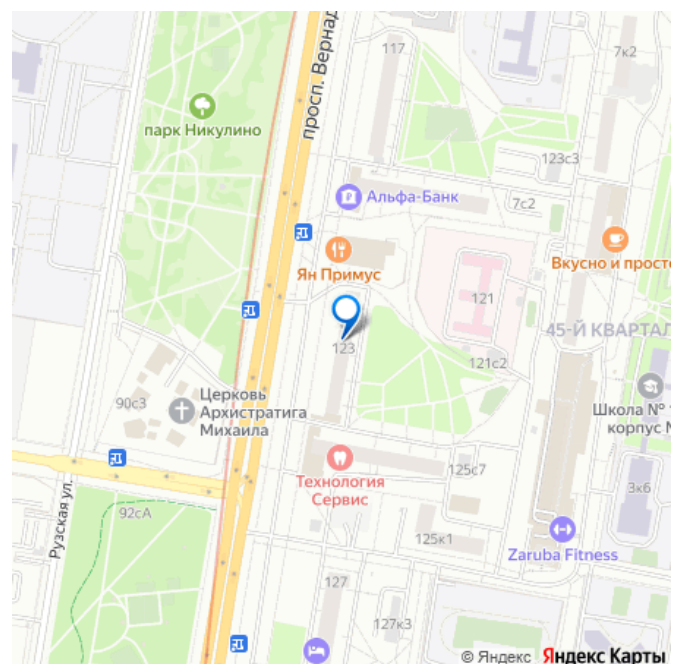 117
7к2
просп. Вернад
парк Никулино
123с3
Альфа-Банк
7с2
Ян Примус
Вкусно и просто
121
123
45-Й КВАРТАЛ
121с2
Церковь
Архистратига
Михаила
90с3
Школа №
корпус
Технология
Сервис
125с7
3к6
Рузская ул.
92сА
125к1
Zaruba Fitness
127
127к3
© Яндекс Яндекс Карты